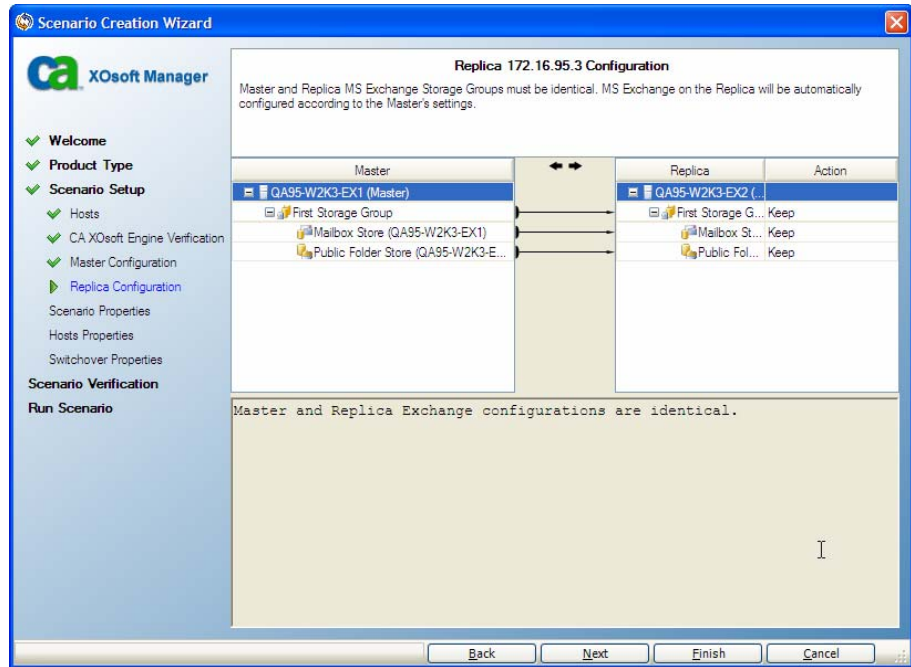 Scenario Creation Wizard
ca
XOsoft Manager
Welcome
Product Type
Scenario Setup
Hosts
CA XOsoft Engine Verification
Master Configuration
Replica Configuration
Scenario Properties
Hosts Properties
Switchover Properties
Scenario Verification
Run Scenario
Replica 172.16.95.3 Configuration
Master and Replica MS Exchange Storage Groups must be identical. MS Exchange on the Replica will be automatically
configured according to the Master's settings.
Master
Replica Action
QA95-W2K3-EX1 (Master)
QA95-W2K3-EX2 (...
First Storage Group
First Storage G... Keep
Mailbox Store (QA95-W2K3-EX1)
Mailbox St... Keep
Public Folder Store (QA95-W2K3-E...
Public Fol... Keep
Master and Replica Exchange configurations are identical.
Back Next Finish Cancel